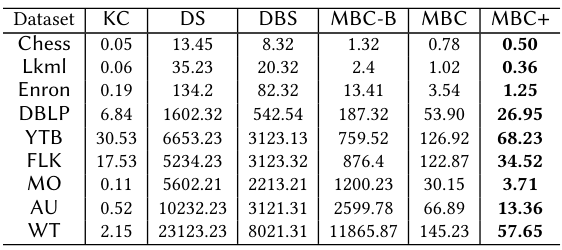 Dataset KC DS DBS MBC-B MBC MBC+
Chess 0.05 13.45 8.32 1.32 0.78 0.50
Lkml 0.06 35.23 20.32 2.4 1.02 0.36
Enron 0.19 134.2 82.32 13.41 3.54 1.25
DBLP 6.84 1602.32 542.54 187.32 53.90 26.95
YTB 30.53 6653.23 3123.13 759.52 126.92 68.23
FLK 17.53 5234.23 3123.32 876.4 122.87 34.52
MO 0.11 5602.21 2213.21 1200.23 30.15 3.71
AU 0.52 10232.23 3121.31 2599.78 66.89 13.36
WT 2.15 23123.23 8021.31 11865.87 145.23 57.65